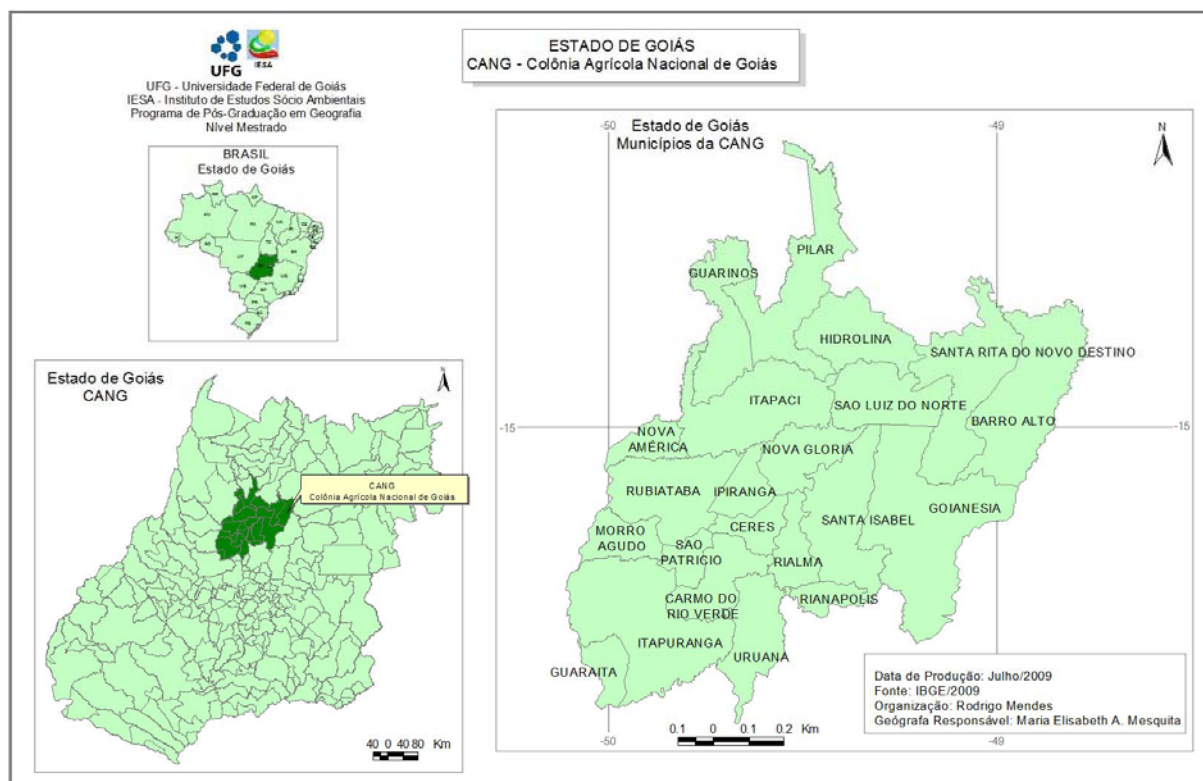 UFG
IESA
UFG - Universidade Federal de Goiás
IESA - Instituto de Estudos Sócio Ambientais
Programa de Pós-Graduação em Geografia
Nível Mestrado
ESTADO DE GOIÁS
CANG - Colônia Agrícola Nacional de Goiás
BRASIL
Estado de Goiás
Estado de Goiás
CANG
N
CANG
Colônia Agrícola Nacional de Goiás
40 0 40 80 Km
Estado de Goiás
Municípios da CANG
-50
-49
N
PILAR
GUARINOS
HIDROLINA
SANTA RITA DO NOVO DESTINO
ITAPACI
SAO LUIZ DO NORTE
BARRO ALTO
-15
-15
NOVA
AMÉRICA
NOVA GLORIA
RUBIATABA
IPIRANGA
GOIANESIA
SANTA ISABEL
MORRO
AGUDO
CERES
SAO
PATRICIO
RIALMA
CARMO DO
RIO VERDE
RIANAPOLIS
ITAPURANGA
URUANA
GUARAITA
-50
-49
0.1 0 0.1 0.2 Km
Data de Produção: Julho/2009
Fonte: IBGE/2009
Organização: Rodrigo Mendes
Geógrafa Responsável: Maria Elisabeth A. Mesquita